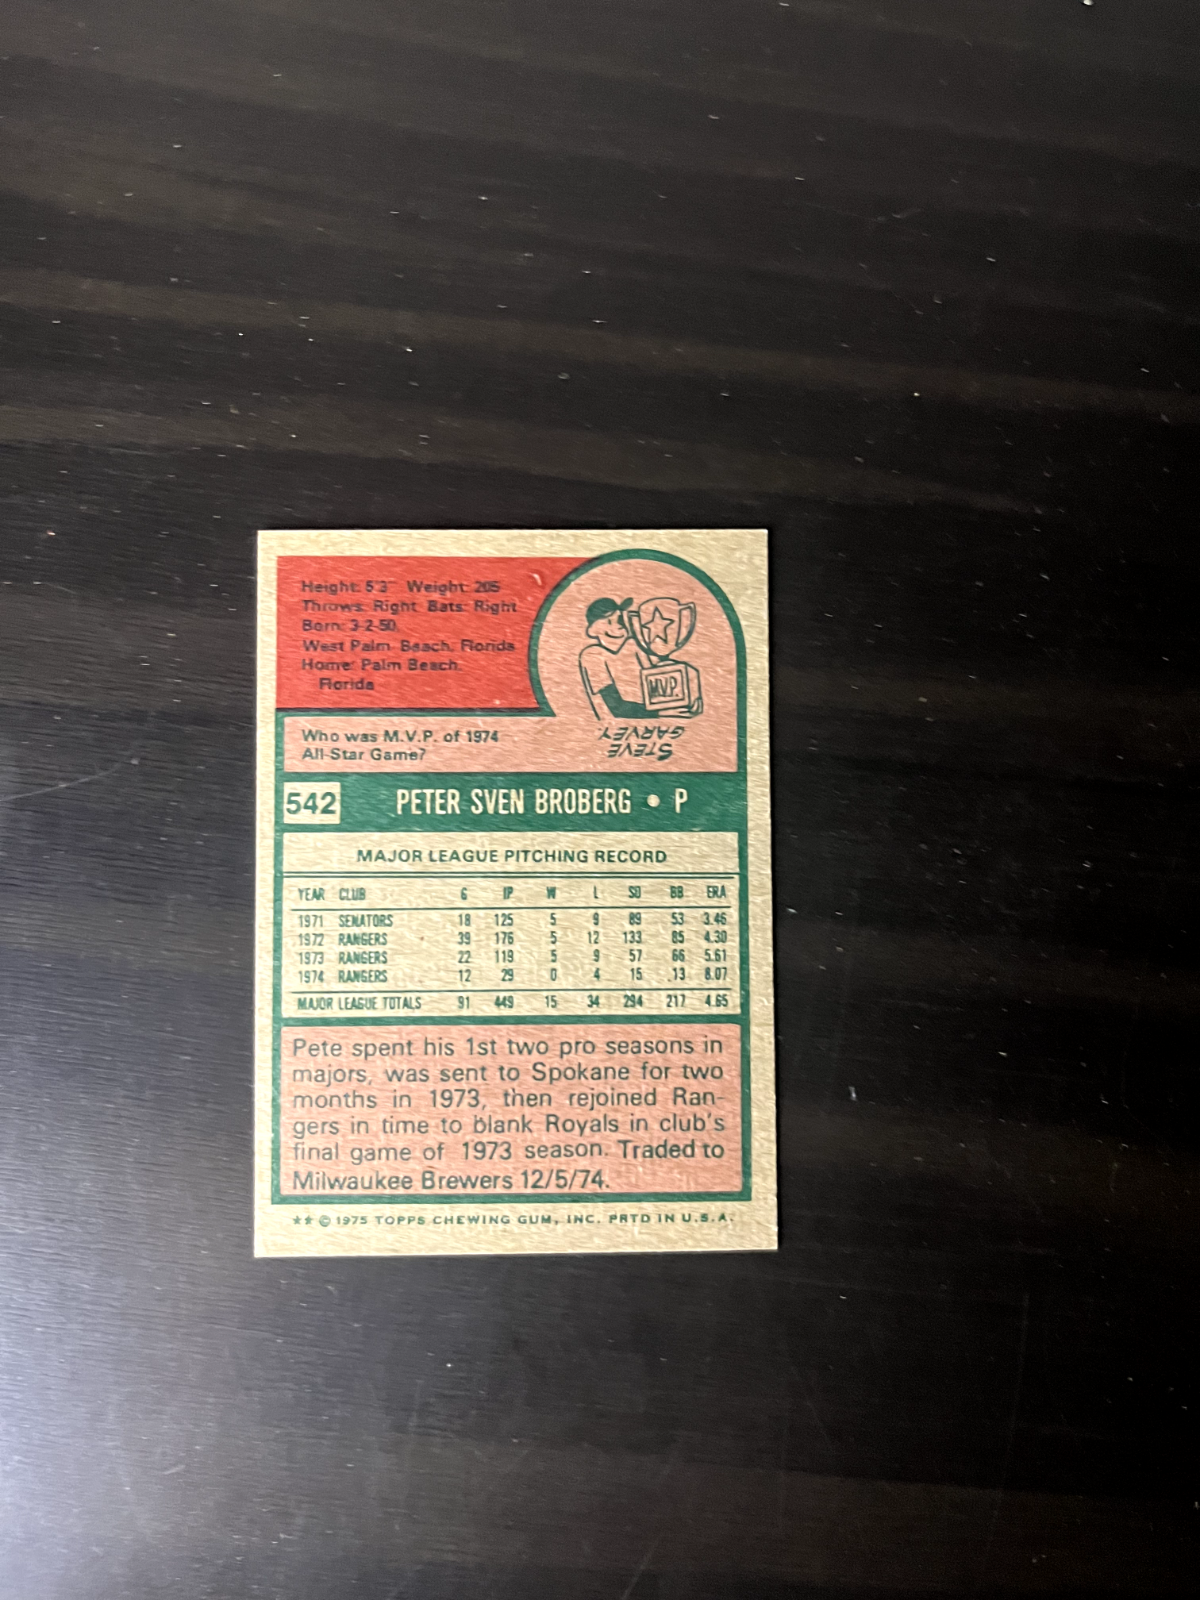 Height: 5'3" Weight: 205
Throws: Right Bats: Right
Born: 3-2-50
West Palm Beach, Florida
Home: Palm Beach,
Florida
M.V.P.
STEVE
GARVEY
Who was M.V.P. of 1974
All-Star Game?
542 PETER SVEN BROBERG • P
MAJOR LEAGUE PITCHING RECORD
YEAR CLUB G IP W L SO BB ERA
1971 SENATORS 18 125 5 9 89 53 3.46
1972 RANGERS 39 176 5 12 133 85 4.30
1973 RANGERS 22 119 5 9 57 66 5.61
1974 RANGERS 12 29 0 4 15 13 8.07
MAJOR LEAGUE TOTALS 91 449 15 34 294 217 4.65
Pete spent his 1st two pro seasons in
majors, was sent to Spokane for two
months in 1973, then rejoined Ran-
gers in time to blank Royals in club's
final game of 1973 season. Traded to
Milwaukee Brewers 12/5/74.
★★ © 1975 TOPPS CHEWING GUM, INC. PRTD IN U.S.A.